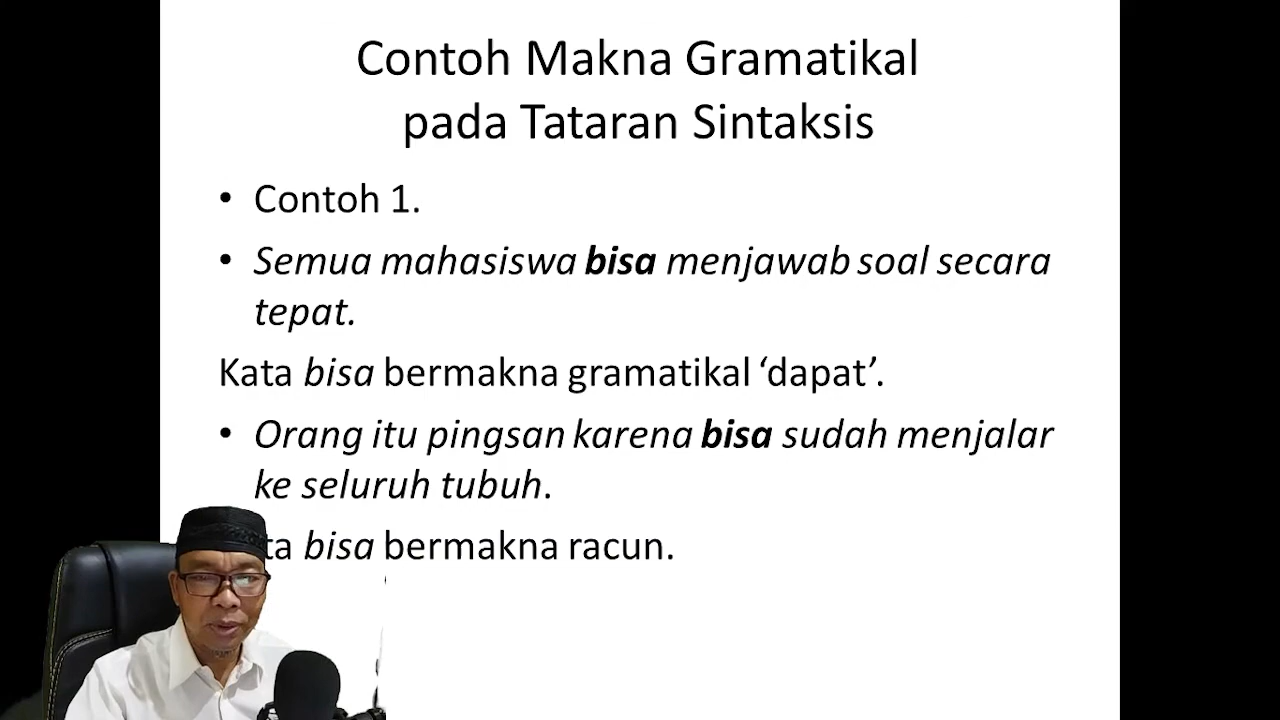 Contoh Makna Gramatikal
pada Tataran Sintaksis
• Contoh 1.
• Semua mahasiswa bisa menjawab soal secara
tepat.
Kata bisa bermakna gramatikal ‘dapat’.
• Orang itu pingsan karena bisa sudah menjalar
ke seluruh tubuh.
bisa bermakna racun.